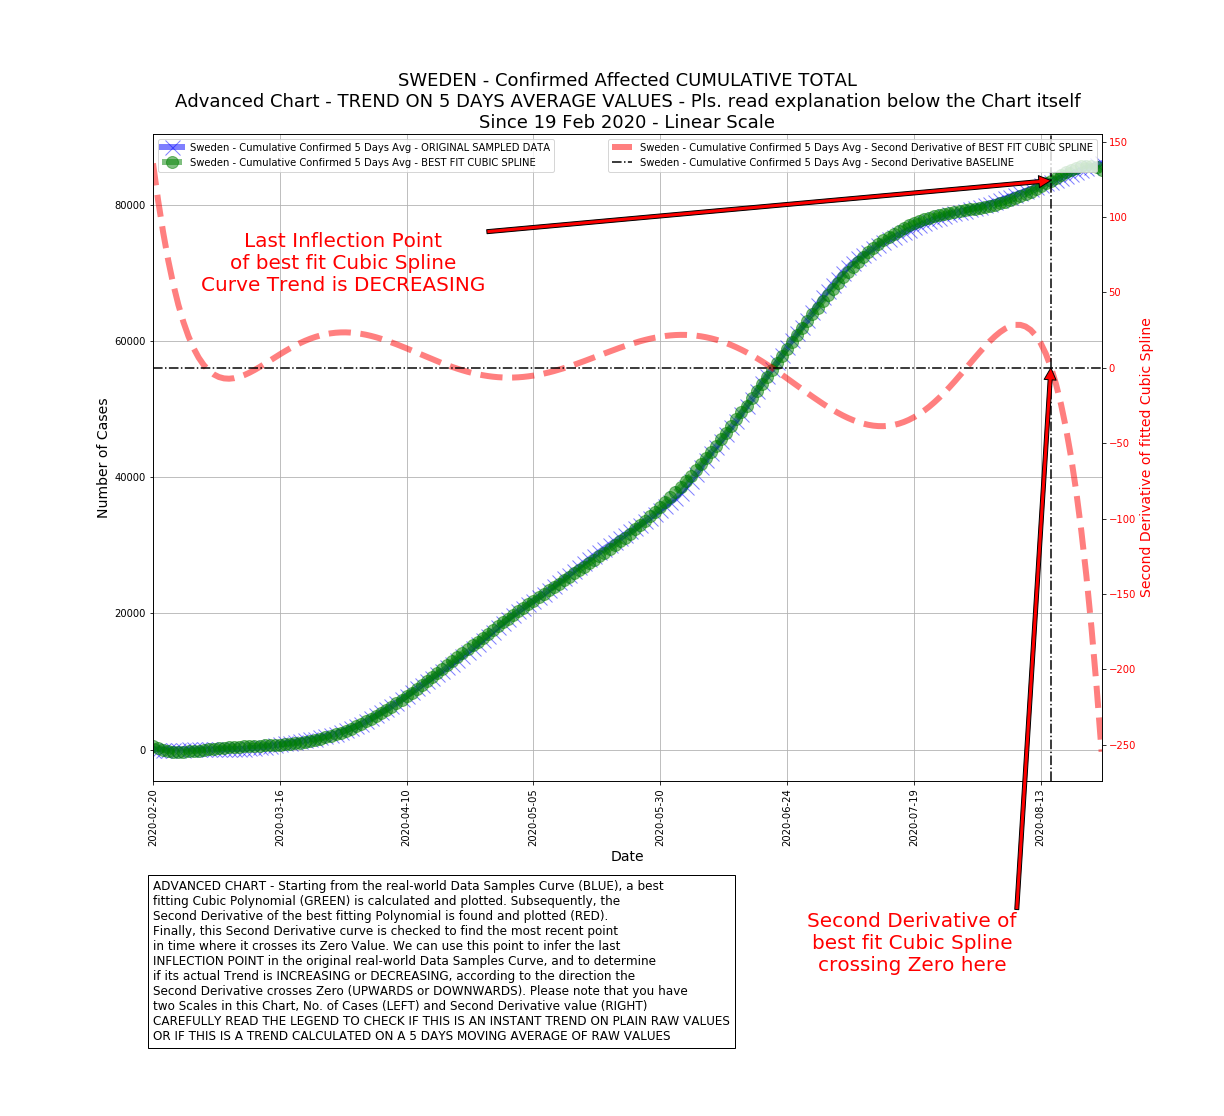 SWEDEN - Confirmed Affected CUMULATIVE TOTAL
Advanced Chart - TREND ON 5 DAYS AVERAGE VALUES - Pls. read explanation below the Chart itself
Since 19 Feb 2020 - Linear Scale
Sweden - Cumulative Confirmed 5 Days Avg - ORIGINAL SAMPLED DATA
Sweden - Cumulative Confirmed 5 Days Avg - BEST FIT CUBIC SPLINE
Sweden - Cumulative Confirmed 5 Days Avg - Second Derivative of BEST FIT CUBIC SPLINE
Sweden - Cumulative Confirmed 5 Days Avg - Second Derivative BASELINE
Last Inflection Point
of best fit Cubic Spline
Curve Trend is DECREASING
Number of Cases
80000
60000
40000
20000
0
150
100
50
0
−50
−100
−150
−200
−250
Second Derivative of fitted Cubic Spline
2020-02-20
2020-03-16
2020-04-10
2020-05-05
2020-05-30
2020-06-24
2020-07-19
2020-08-13
Date
ADVANCED CHART - Starting from the real-world Data Samples Curve (BLUE), a best
fitting Cubic Polynomial (GREEN) is calculated and plotted. Subsequently, the
Second Derivative of the best fitting Polynomial is found and plotted (RED).
Finally, this Second Derivative curve is checked to find the most recent point
in time where it crosses its Zero Value. We can use this point to infer the last
INFLECTION POINT in the original real-world Data Samples Curve, and to determine
if its actual Trend is INCREASING or DECREASING, according to the direction the
Second Derivative crosses Zero (UPWARDS or DOWNWARDS). Please note that you have
two Scales in this Chart, No. of Cases (LEFT) and Second Derivative value (RIGHT)
CAREFULLY READ THE LEGEND TO CHECK IF THIS IS AN INSTANT TREND ON PLAIN RAW VALUES
OR IF THIS IS A TREND CALCULATED ON A 5 DAYS MOVING AVERAGE OF RAW VALUES
Second Derivative of
best fit Cubic Spline
crossing Zero here